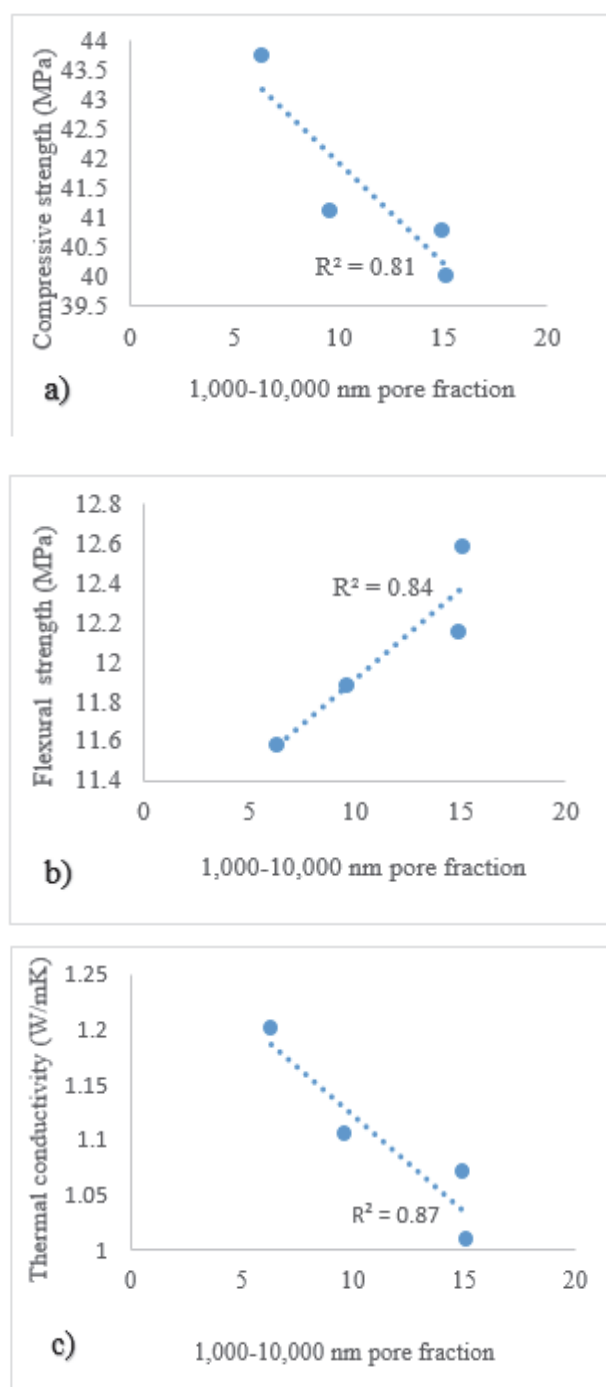 Compressive strength (MPa)
44
43.5
43
42.5
42
41.5
41
40.5
40
39.5
R² = 0.81
0 5 10 15 20
1,000-10,000 nm pore fraction
a)
Flexural strength (MPa)
12.8
12.6
12.4
12.2
12
11.8
11.6
11.4
R² = 0.84
0 5 10 15 20
1,000-10,000 nm pore fraction
b)
Thermal conductivity (W/mK)
1.25
1.2
1.15
1.1
1.05
1
R² = 0.87
0 5 10 15 20
1,000-10,000 nm pore fraction
c)